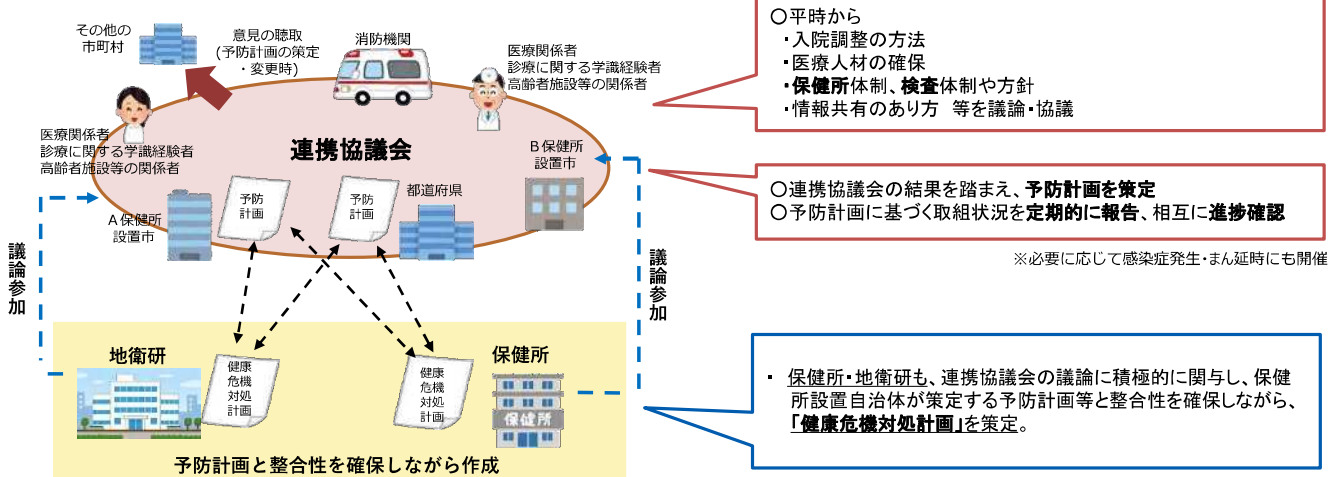 その他の
市町村
意見の聴取
(予防計画の策定
・変更時)
消防機関
医療関係者
診療に関する学識経験者
高齢者施設等の関係者
医療関係者
診療に関する学識経験者
高齢者施設等の関係者
連携協議会
B保健所
設置市
A保健所
設置市
予防
計画
予防
計画
都道府県
議論参加
議論参加
地衛研
健康
危機
対処
計画
健康
危機
対処
計画
保健所
保健所
予防計画と整合性を確保しながら作成
○平時から
・入院調整の方法
・医療人材の確保
・保健所体制、検査体制や方針
・情報共有のあり方 等を議論・協議
○連携協議会の結果を踏まえ、予防計画を策定
○予防計画に基づく取組状況を定期的に報告、相互に進捗確認
※必要に応じて感染症発生・まん延時にも開催
・ 保健所・地衛研も、連携協議会の議論に積極的に関与し、保健
所設置自治体が策定する予防計画等と整合性を確保しながら、
「健康危機対処計画」を策定。